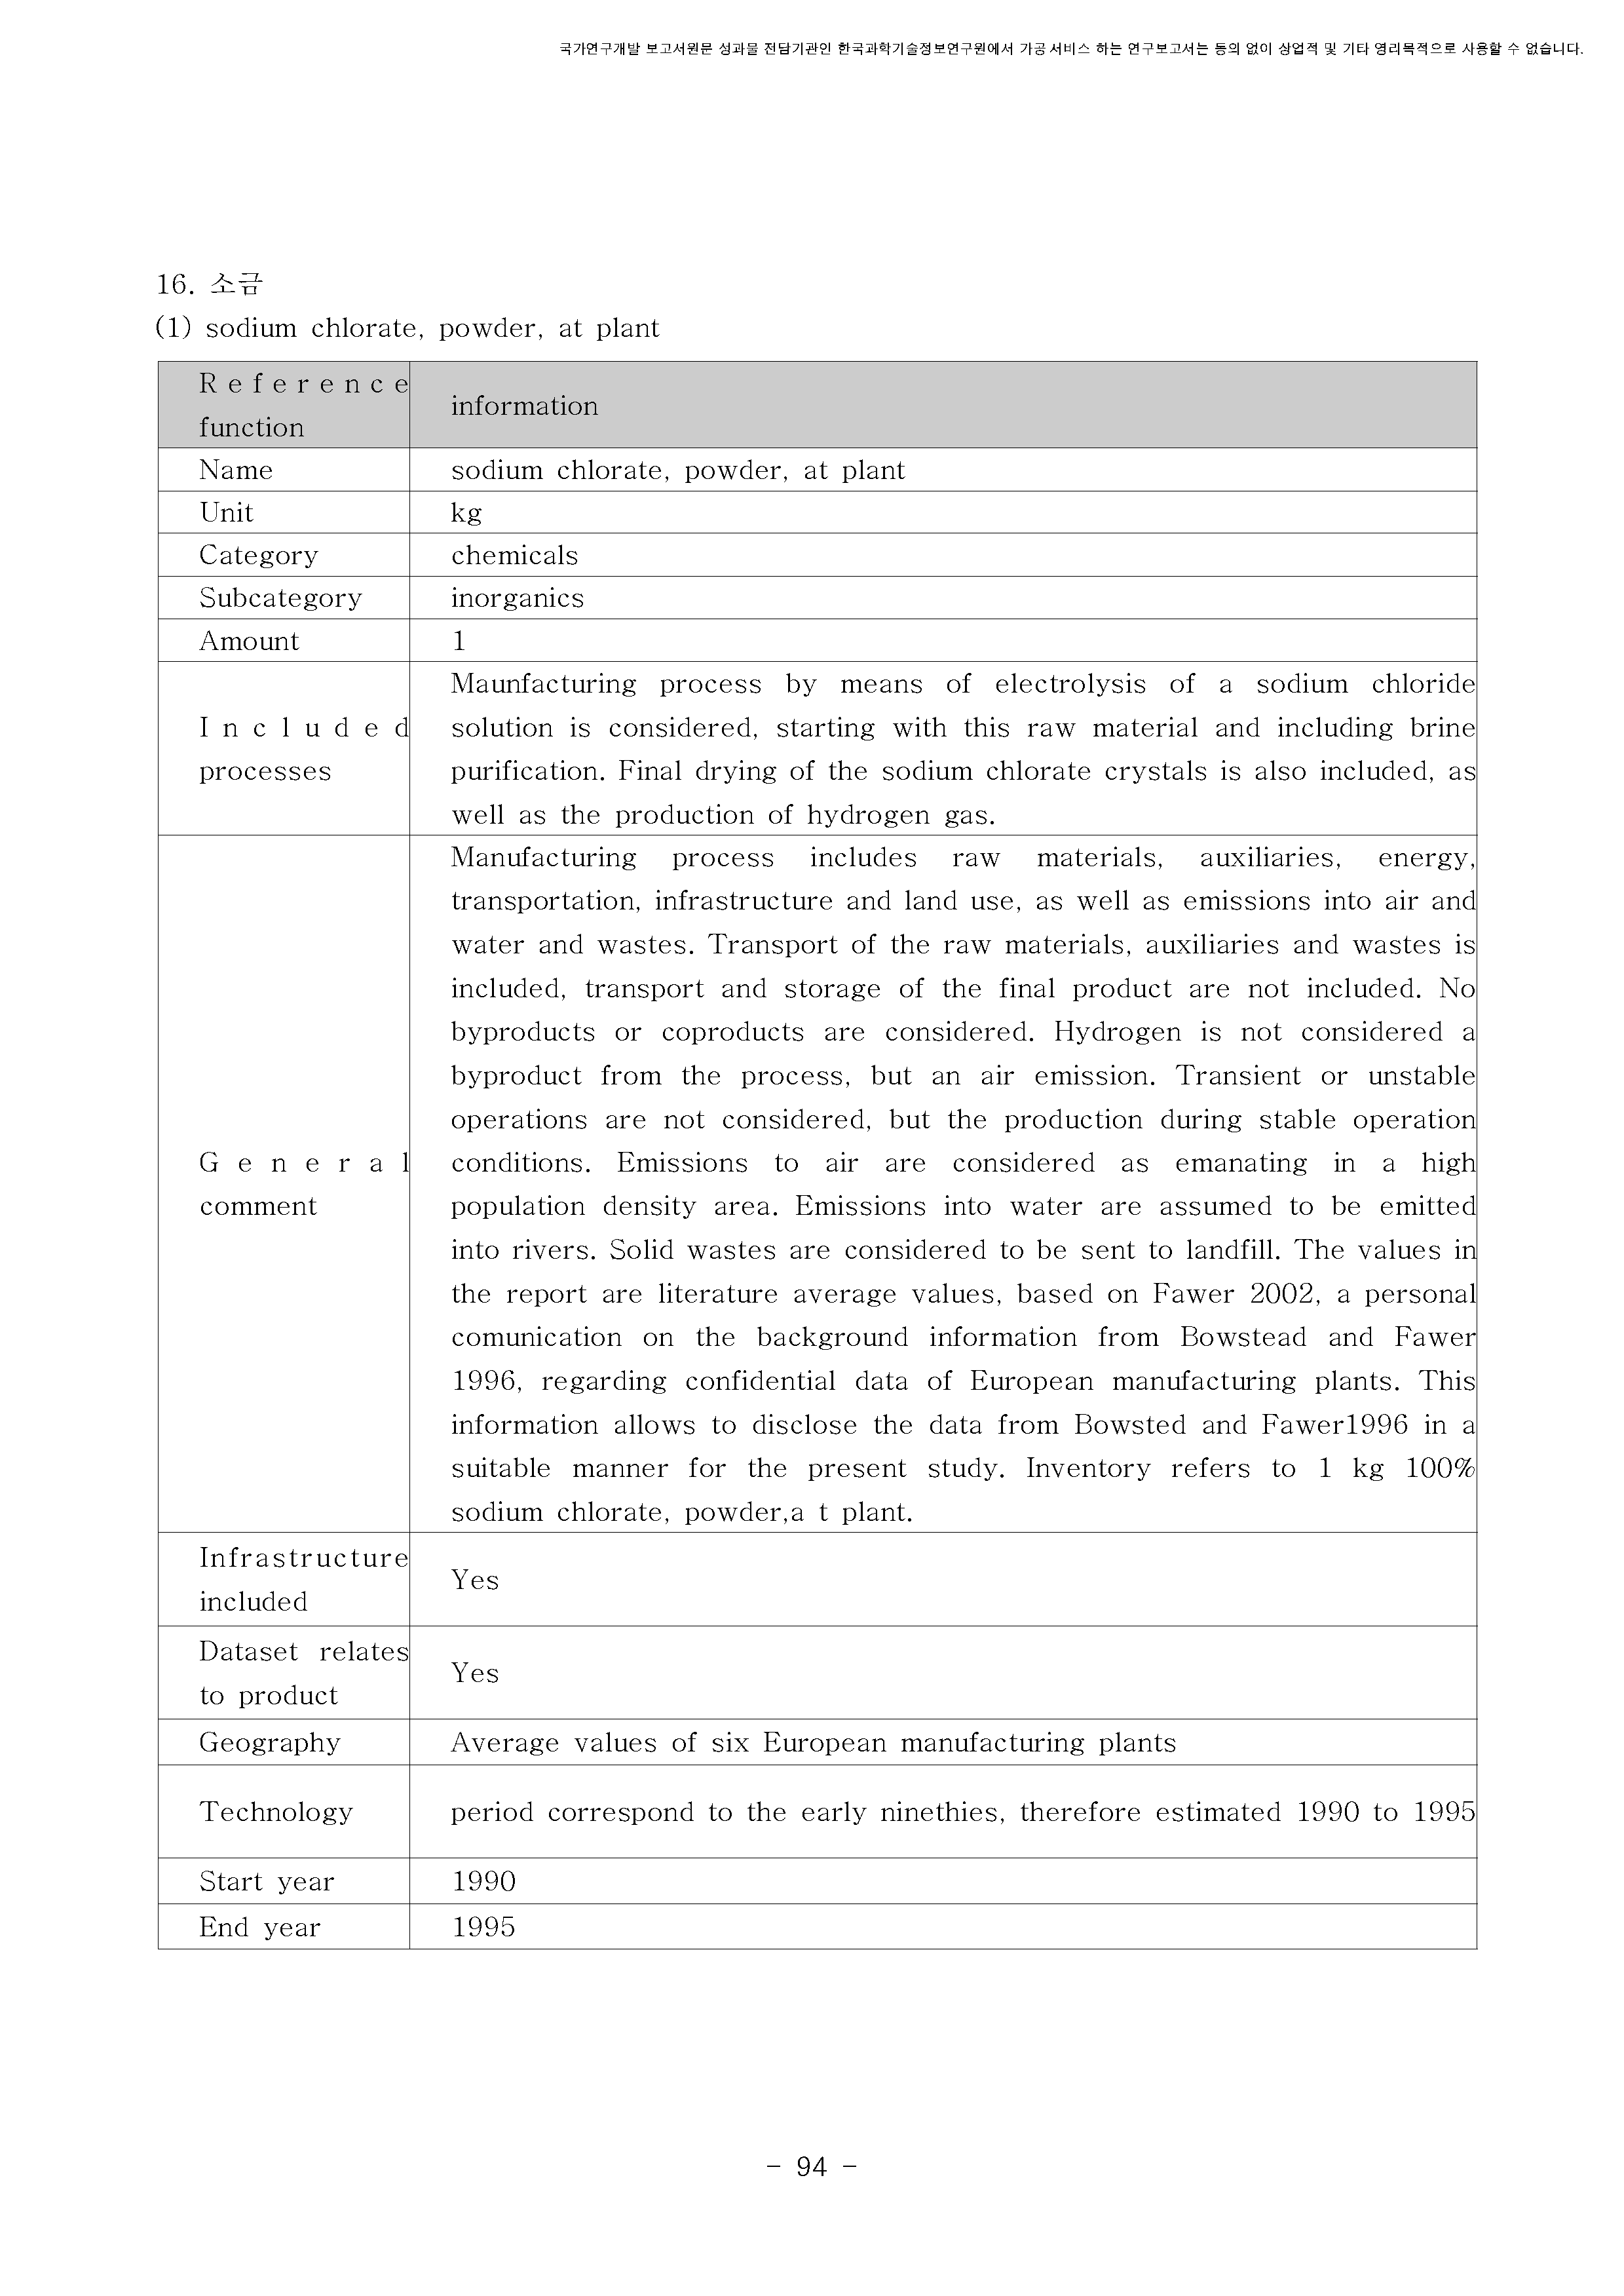 국가연구개발 보고서원문 성과물 전담기관인 한국과학기술정보연구원에서 가공·서비스 하는 연구보고서는 동의 없이 상업적 및 기타 영리목적으로 사용할 수 없습니다.
16. 소금
(1) sodium chlorate, powder, at plant
Reference
function
information
Name
sodium chlorate, powder, at plant
Unit
kg
Category
chemicals
Subcategory
inorganics
Amount
1
Included
processes
Maunfacturing process by means of electrolysis of a sodium chloride
solution is considered, starting with this raw material and including brine
purification. Final drying of the sodium chlorate crystals is also included, as
well as the production of hydrogen gas.
General
comment
Manufacturing process includes raw materials, auxiliaries, energy,
transportation, infrastructure and land use, as well as emissions into air and
water and wastes. Transport of the raw materials, auxiliaries and wastes is
included, transport and storage of the final product are not included. No
byproducts or coproducts are considered. Hydrogen is not considered a
byproduct from the process, but an air emission. Transient or unstable
operations are not considered, but the production during stable operation
conditions. Emissions to air are considered as emanating in a high
population density area. Emissions into water are assumed to be emitted
into rivers. Solid wastes are considered to be sent to landfill. The values in
the report are literature average values, based on Fawer 2002, a personal
comunication on the background information from Bowstead and Fawer
1996, regarding confidential data of European manufacturing plants. This
information allows to disclose the data from Bowsted and Fawer1996 in a
suitable manner for the present study. Inventory refers to 1 kg 100%
sodium chlorate, powder,a t plant.
Infrastructure
included
Yes
Dataset relates
to product
Yes
Geography
Average values of six European manufacturing plants
Technology
period correspond to the early ninethies, therefore estimated 1990 to 1995
Start year
1990
End year
1995
- 94 -